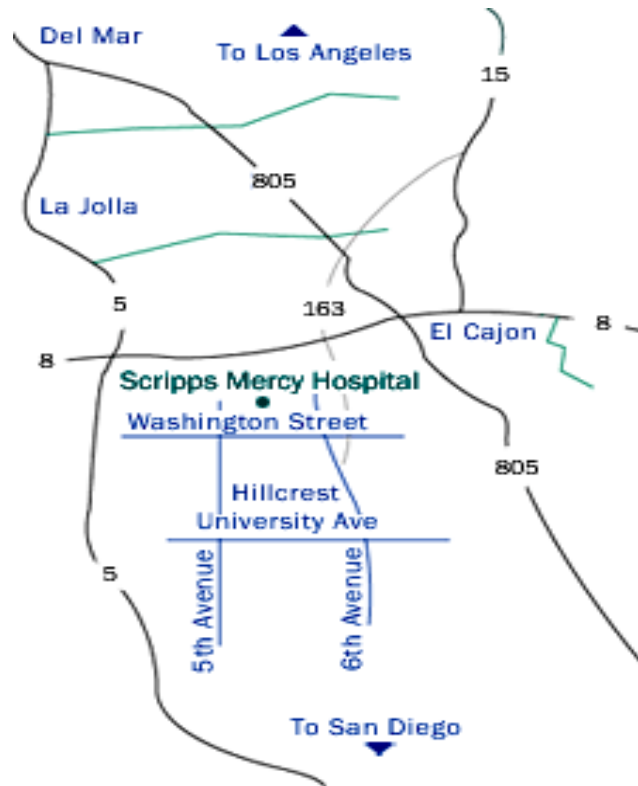 Del Mar
To Los Angeles
15
805
La Jolla
5
163
El Cajon
8
8
Scripps Mercy Hospital
Washington Street
805
Hillcrest
University Ave
5
5th Avenue
6th Avenue
To San Diego